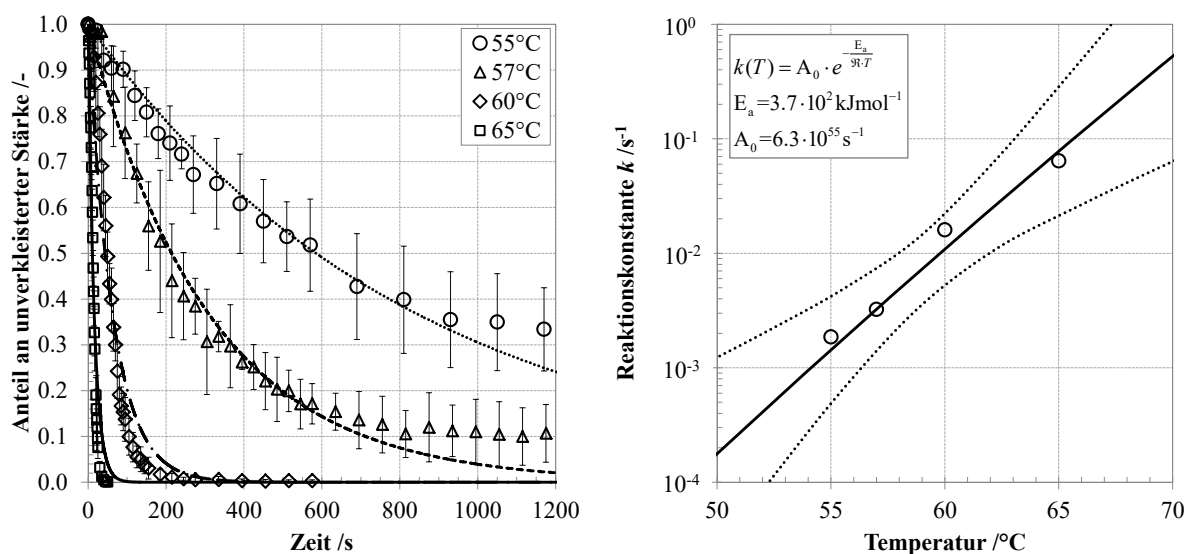 Anteil an unverkleisterter Stärke /-
1.0
0.9
0.8
0.7
0.6
0.5
0.4
0.3
0.2
0.1
0.0
0 200 400 600 800 1000 1200
Zeit /s
55°C
57°C
60°C
65°C
Reaktionskonstante k /s⁻¹
10⁰
10⁻¹
10⁻²
10⁻³
10⁻⁴
50 55 60 65 70
Temperatur /°C
k(T) = A₀ · e^(−Eₐ/(ℜ·T))
Eₐ =3.7·10² kJmol⁻¹
A₀ =6.3·10⁵⁵ s⁻¹